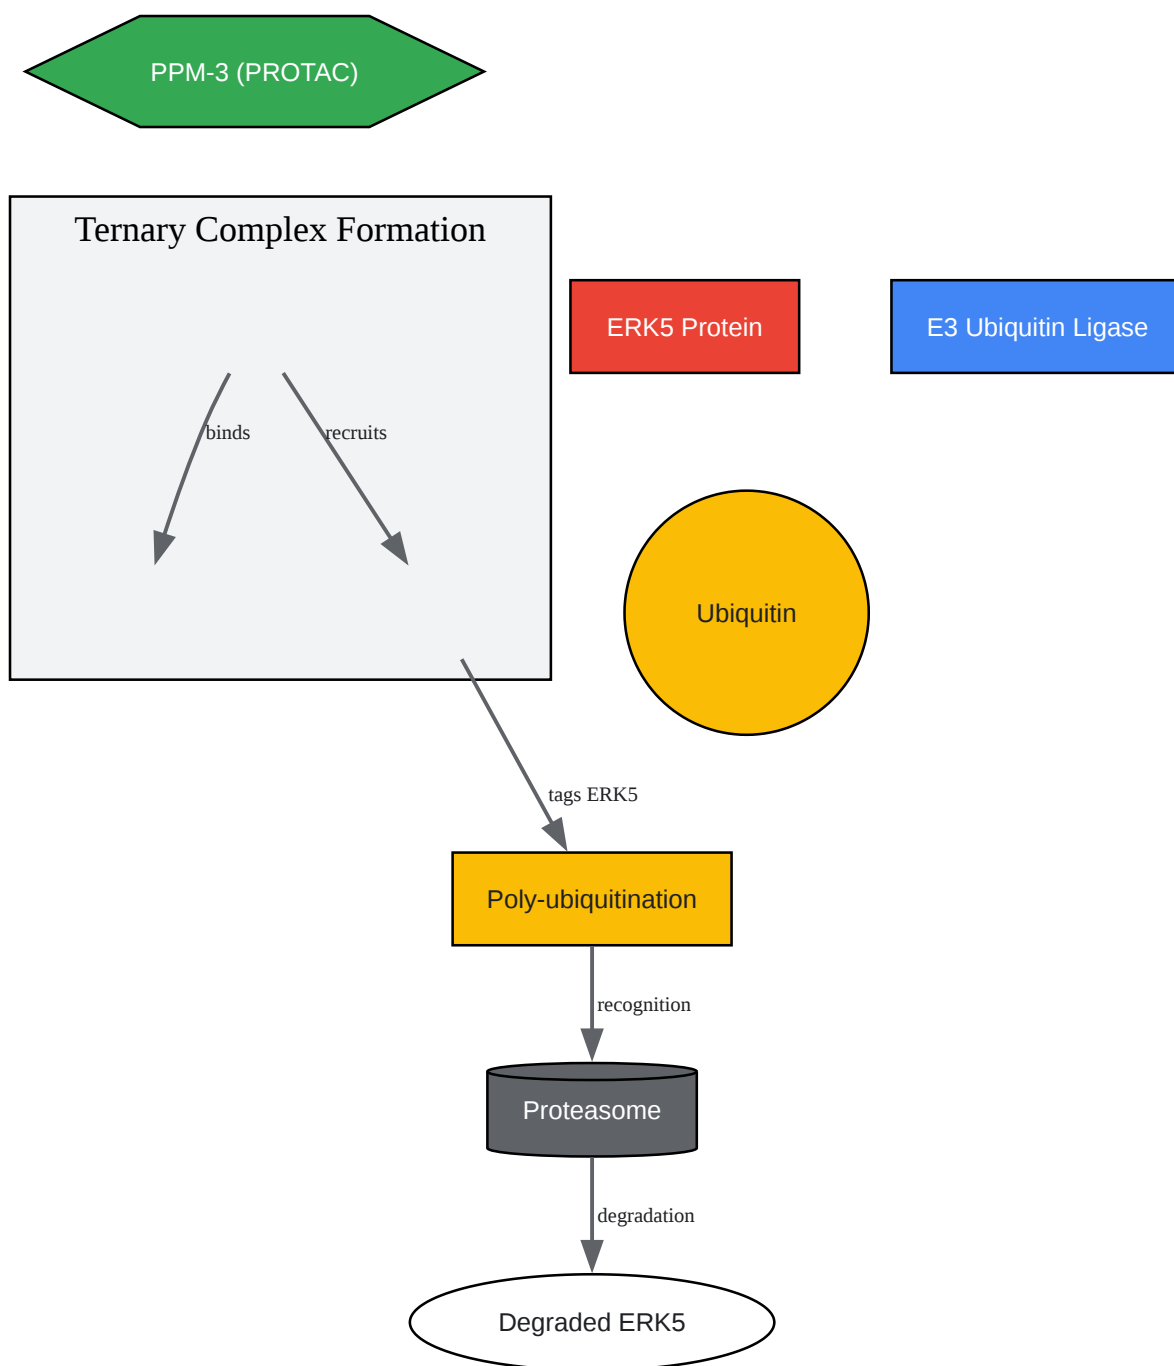 PPM-3 (PROTAC)
Ternary Complex Formation
ERK5 Protein
E3 Ubiquitin Ligase
binds
recruits
Ubiquitin
tags ERK5
Poly-ubiquitination
recognition
Proteasome
degradation
Degraded ERK5